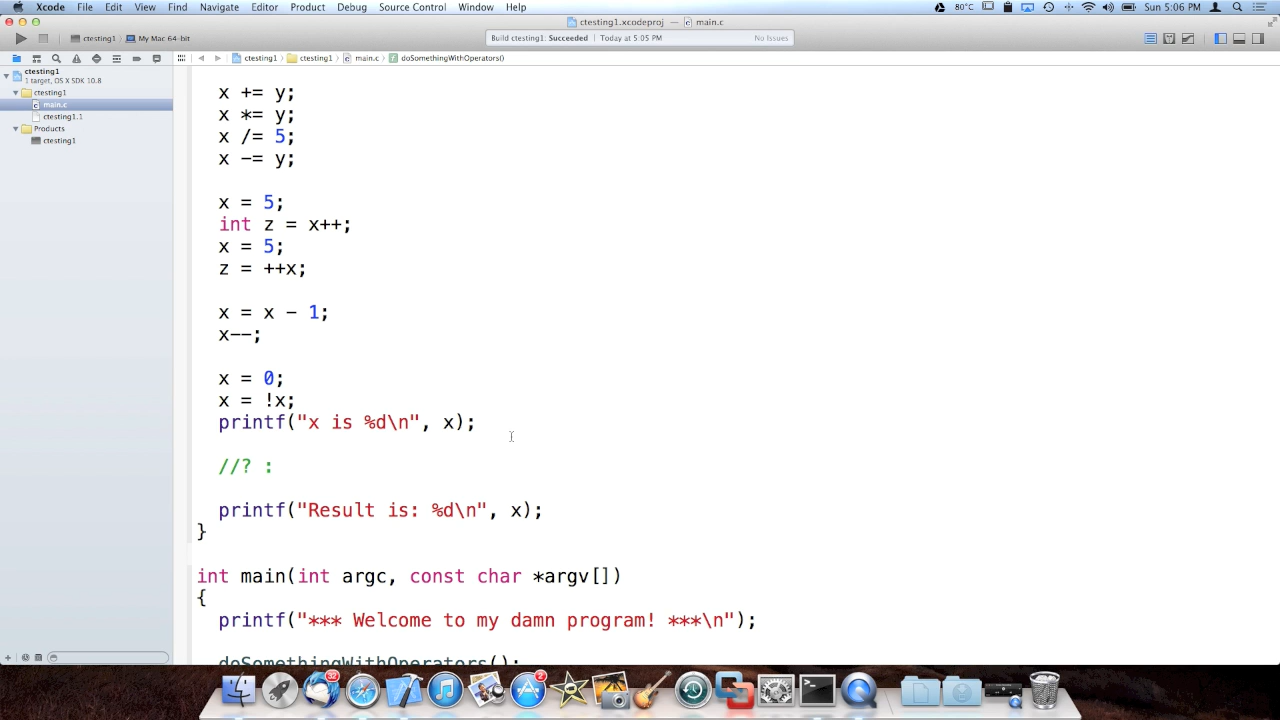 Xcode File Edit View Find Navigate Editor Product Debug Source Control Window Help 80°C Sun 5:06 PM
ctesting1.xcodeproj — main.c
ctesting1 My Mac 64-bit
Build ctesting1: Succeeded Today at 5:05 PM No Issues
ctesting1 ctesting1 main.c doSomethingWithOperators()
ctesting1
1 target, OS X SDK 10.8
ctesting1
main.c
ctesting1.1
Products
ctesting1
x += y;
x *= y;
x /= 5;
x -= y;
x = 5;
int z = x++;
x = 5;
z = ++x;
x = x - 1;
x--;
x = 0;
x = !x;
printf("x is %d\n", x);
//? :
printf("Result is: %d\n", x);
}
int main(int argc, const char *argv[])
{
printf("*** Welcome to my damn program! ***\n");
doSomethingWithOperators();
32
2